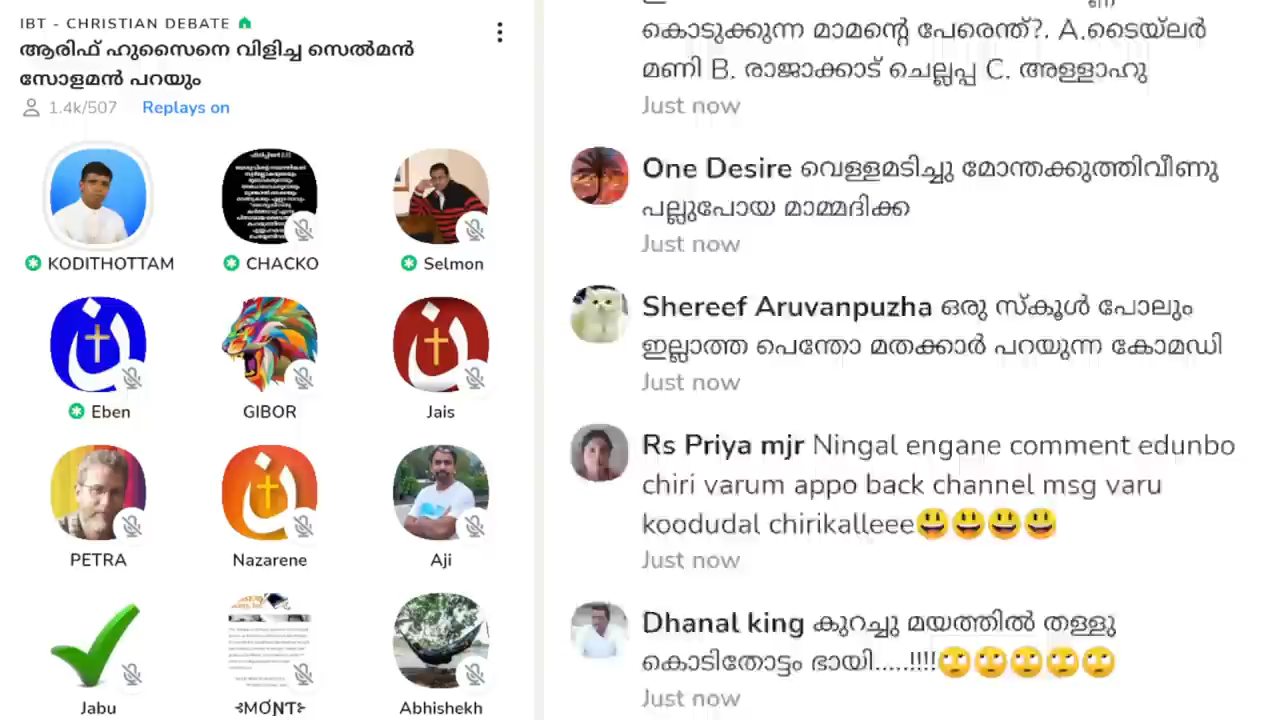 IBT - CHRISTIAN DEBATE
ആരിഫ് ഹുസൈനെ വിളിച്ച സെൽമൻ
സോളമൻ പറയും
1.4k/507 Replays on
KODITHOTTAM CHACKO Selmon
Eben GIBOR Jais
PETRA Nazarene Aji
Jabu ⊰MO͋NT⊱ Abhishekh
കൊടുക്കുന്ന മാമന്റെ പേരെന്ത്?. A.ടൈയ്ലർ
മണി B. രാജാക്കാട് ചെല്ലപ്പ C. അള്ളാഹു
Just now
One Desire വെള്ളമടിച്ചു മോന്തക്കുത്തിവീണു
പല്ലുപോയ മാമ്മദിക്ക
Just now
Shereef Aruvanpuzha ഒരു സ്കൂൾ പോലും
ഇല്ലാത്ത പെന്തോ മതക്കാർ പറയുന്ന കോമഡി
Just now
Rs Priya mjr Ningal engane comment edunbo
chiri varum appo back channel msg varu
koodudal chirikalleee😃😃😃😃
Just now
Dhanal king കുറച്ചു മയത്തിൽ തള്ളു
കൊടിതോട്ടം ഭായി.....!!!!🙄🙄🙄🙄🙄
Just now